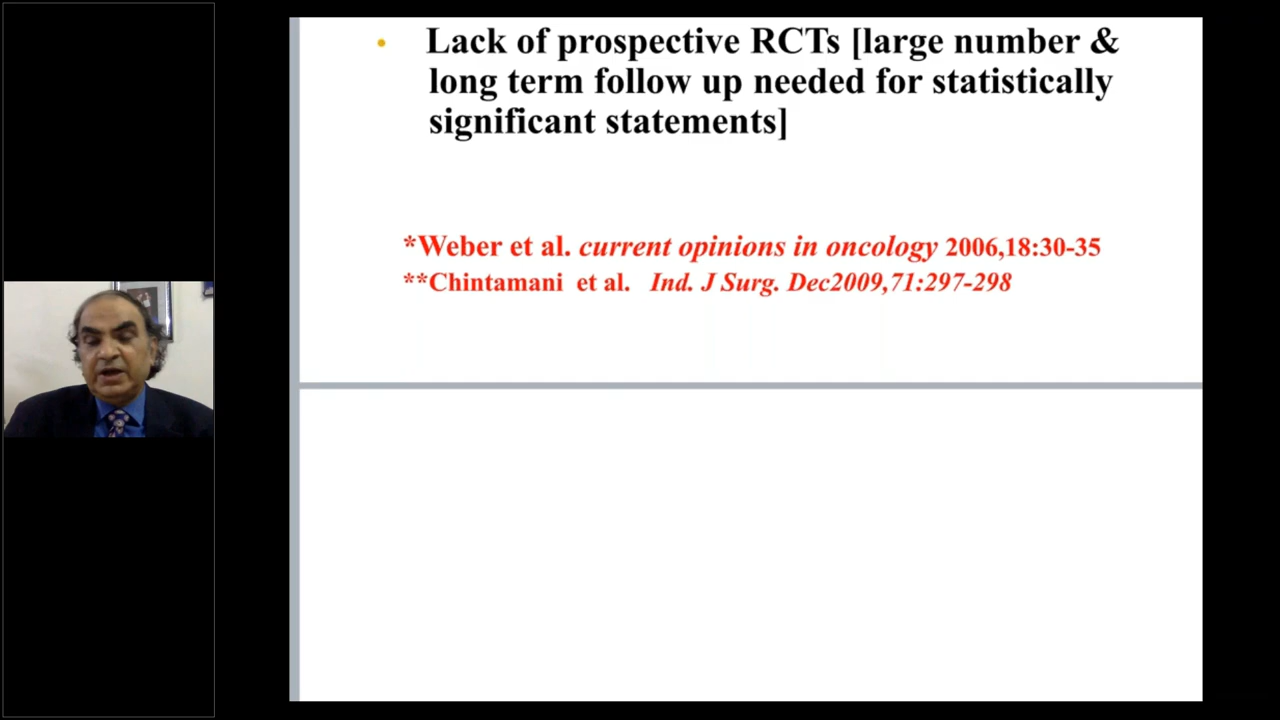 • Lack of prospective RCTs [large number &
long term follow up needed for statistically
significant statements]
*Weber et al. current opinions in oncology 2006,18:30-35
**Chintamani et al. Ind. J Surg. Dec2009,71:297-298